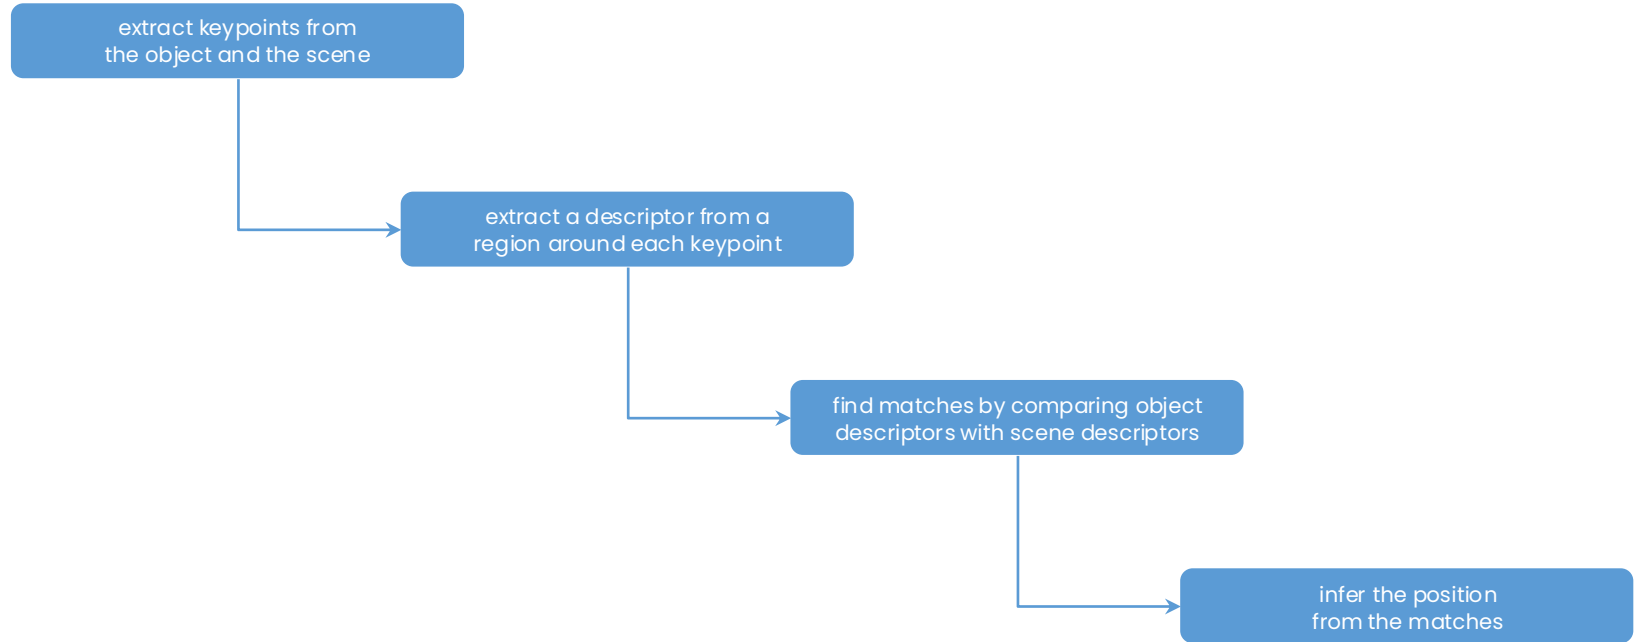 extract keypoints from
the object and the scene
extract a descriptor from a
region around each keypoint
find matches by comparing object
descriptors with scene descriptors
infer the position
from the matches